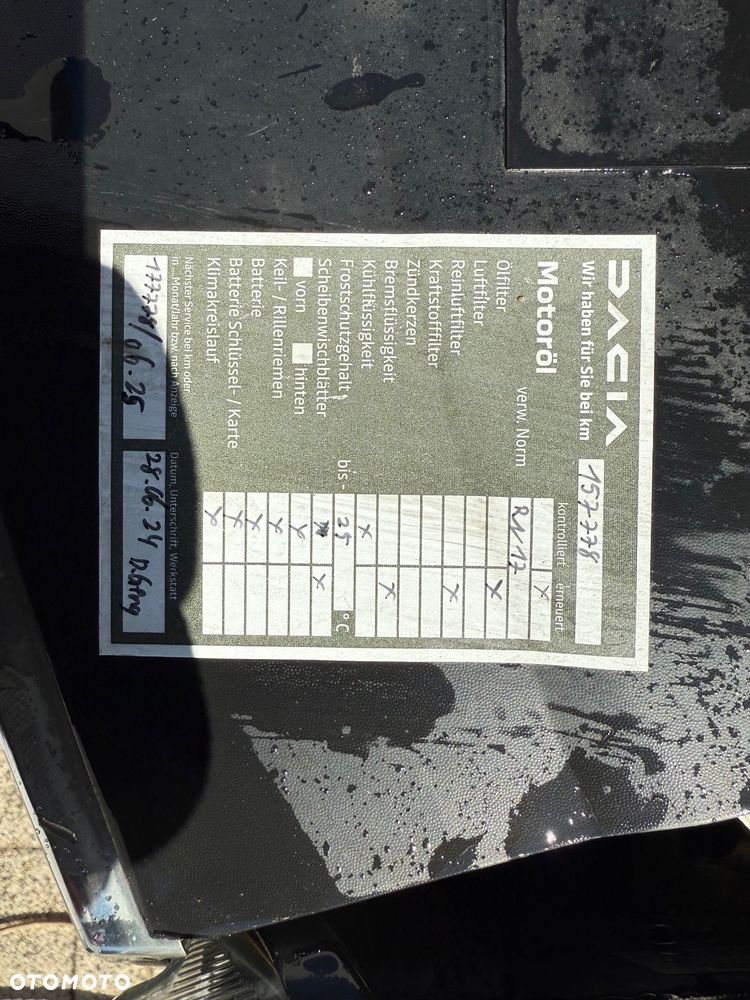 DACIA
Wir haben für Sie bei km 157778
kontrolliert erneuert
Motoröl x
verw. Norm RN17
Ölfilter x
Luftfilter
Reinluftfilter x
Kraftstofffilter
Zündkerzen
Bremsflüssigkeit x
Kühlflüssigkeit x
Frostschutzgehalt bis - 25 °C
Scheibenwischblätter x
vorn hinten
Keil- / Rillenriemen x
Batterie x
Batterie Schlüssel- / Karte x
Klimakreislauf x
Nächster Service bei km oder
in ... Monat/Jahr bzw. nach Anzeige
Datum, Unterschrift, Werkstatt
177778/ 06.25
28.06.24
OTOMOTO